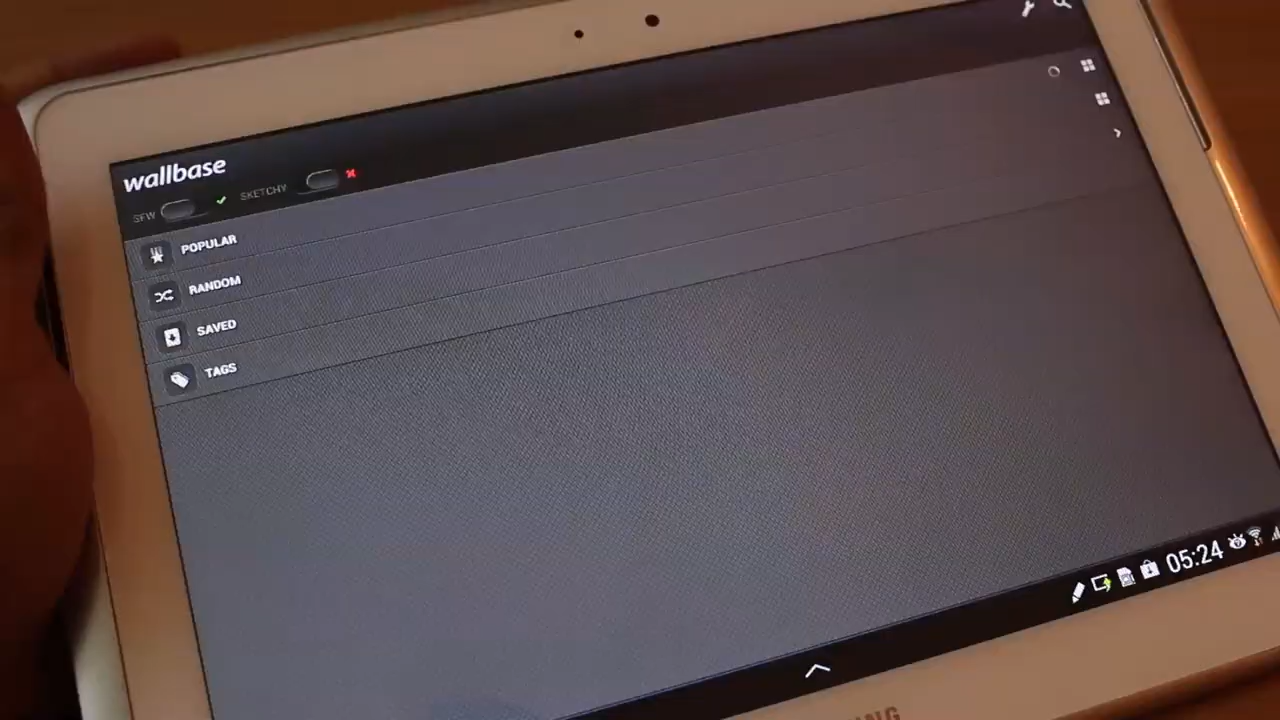 wallbase
SFW SKETCHY
POPULAR
RANDOM
SAVED
TAGS
05:24